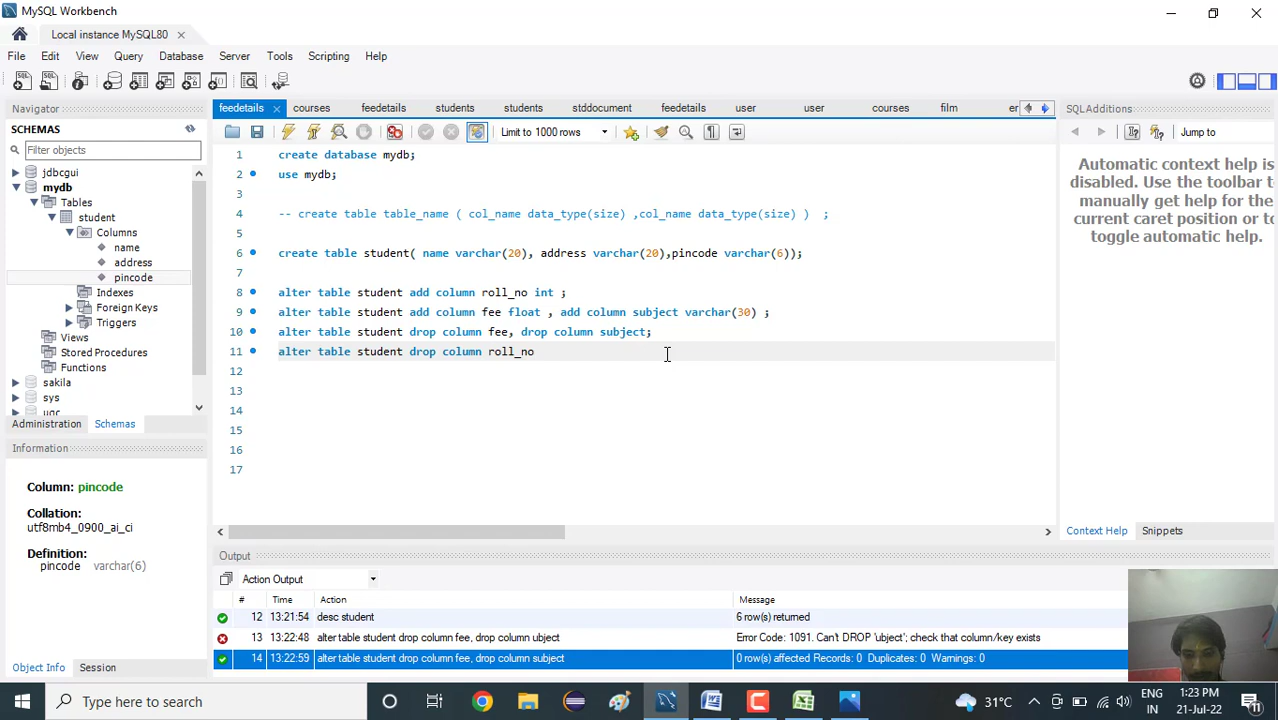 MySQL Workbench
Local instance MySQL80
File Edit View Query Database Server Tools Scripting Help
Navigator
SCHEMAS
Filter objects
jdbcgui
mydb
Tables
student
Columns
name
address
pincode
Indexes
Foreign Keys
Triggers
Views
Stored Procedures
Functions
sakila
sys
Administration Schemas
Information
Column: pincode
Collation:
utf8mb4_0900_ai_ci
Definition:
pincode varchar(6)
Object Info Session
feedetails courses feedetails students students stddocument feedetails user user courses film er
Limit to 1000 rows
1 create database mydb;
2 use mydb;
3
4 -- create table table_name ( col_name data_type(size) ,col_name data_type(size) ) ;
5
6 create table student( name varchar(20), address varchar(20),pincode varchar(6));
7
8 alter table student add column roll_no int ;
9 alter table student add column fee float , add column subject varchar(30) ;
10 alter table student drop column fee, drop column subject;
11 alter table student drop column roll_no
12
13
14
15
16
17
SQLAdditions
Jump to
Automatic context help is
disabled. Use the toolbar t
manually get help for the
current caret position or to
toggle automatic help.
Context Help Snippets
Output
Action Output
# Time Action Message
12 13:21:54 desc student 6 row(s) returned
13 13:22:48 alter table student drop column fee, drop column ubject Error Code: 1091. Can't DROP 'ubject'; check that column/key exists
14 13:22:59 alter table student drop column fee, drop column subject 0 row(s) affected Records: 0 Duplicates: 0 Warnings: 0
Type here to search
31°C
ENG
IN
1:23 PM
21-Jul-22
11